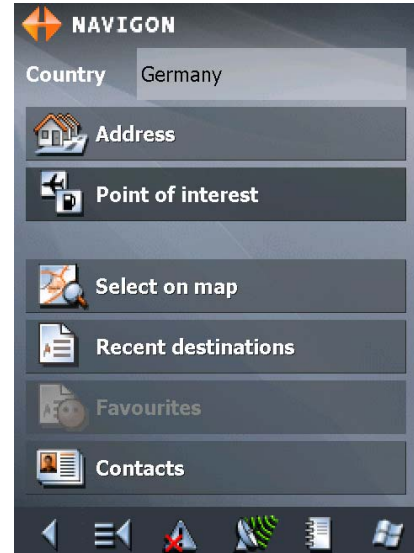 NAVIGON
Country Germany
Address
Point of interest
Select on map
Recent destinations
Favourites
Contacts